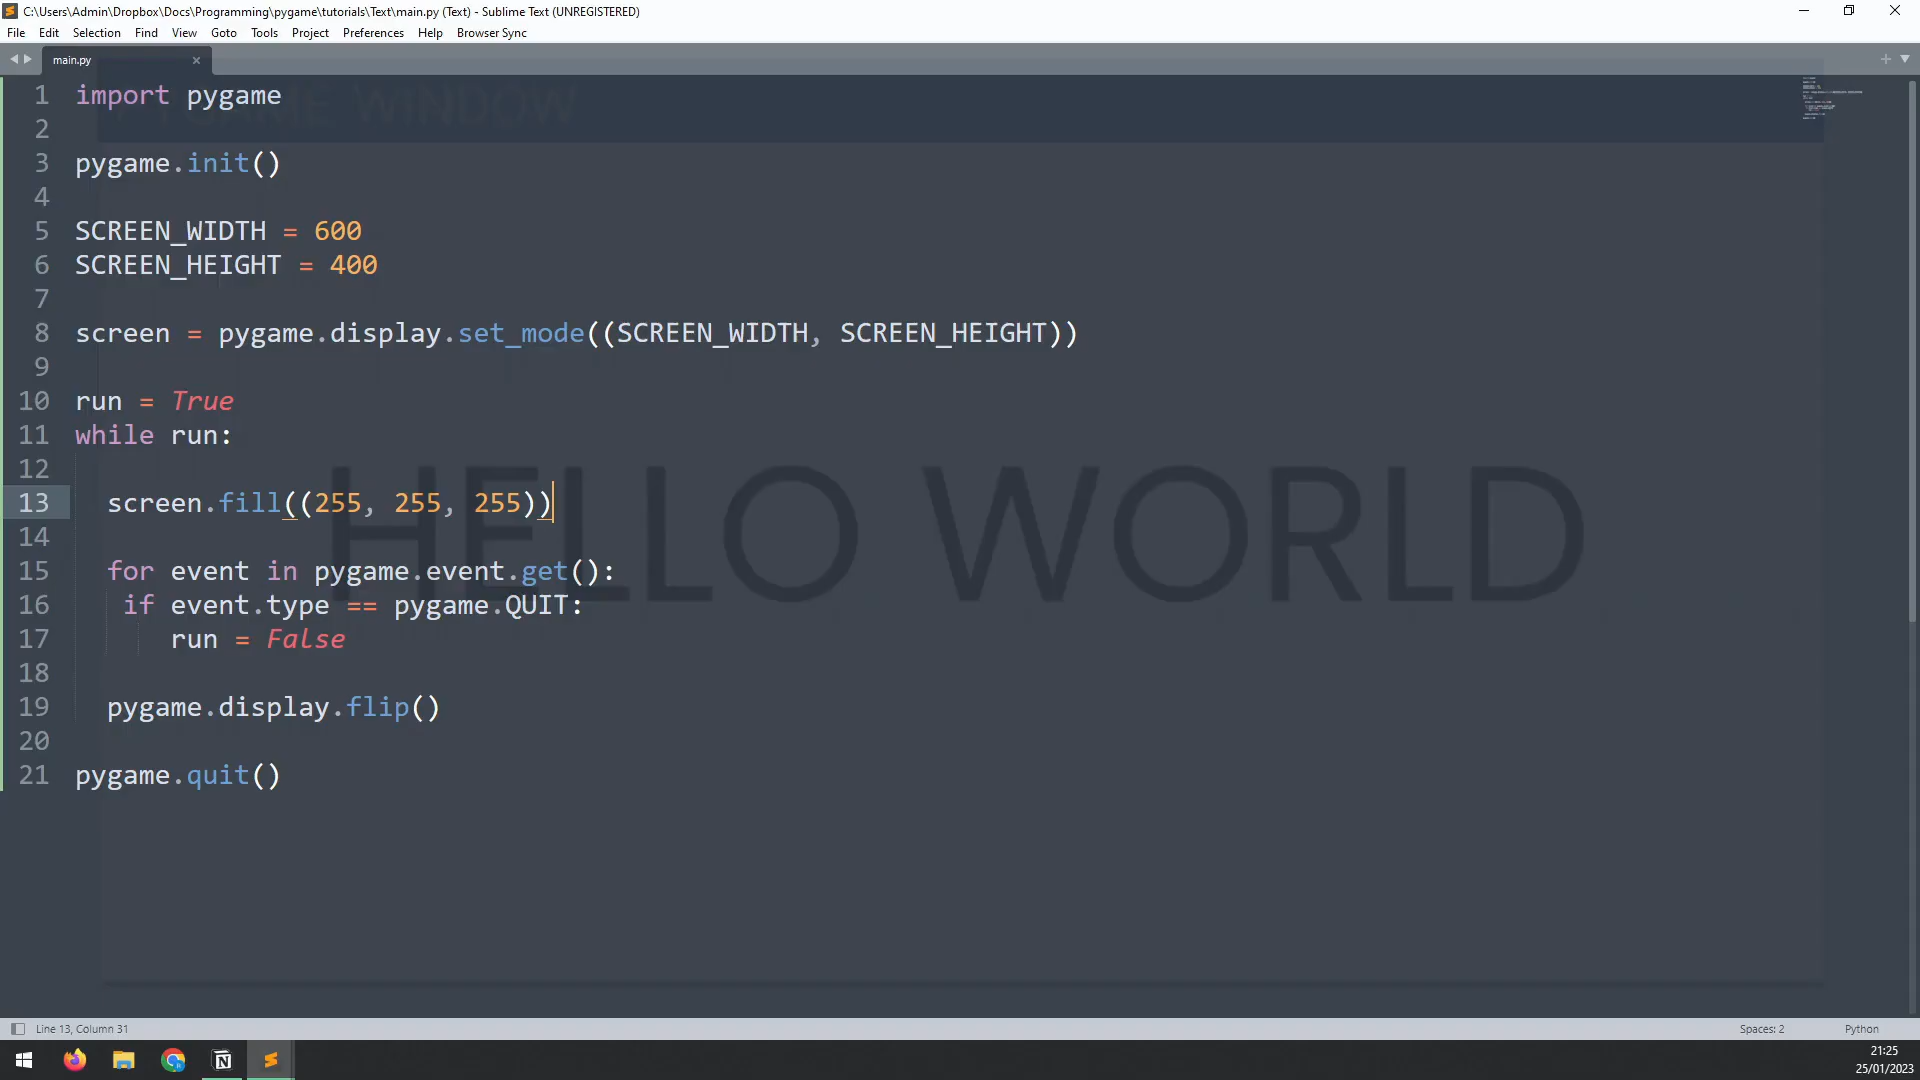 C:\Users\Admin\Dropbox\Docs\Programming\pygame\tutorials\Text\main.py (Text) - Sublime Text (UNREGISTERED)
File Edit Selection Find View Goto Tools Project Preferences Help Browser Sync
main.py
PYGAME WINDOW
1 import pygame
2
3 pygame.init()
4
5 SCREEN_WIDTH = 600
6 SCREEN_HEIGHT = 400
7
8 screen = pygame.display.set_mode((SCREEN_WIDTH, SCREEN_HEIGHT))
9
10 run = True
11 while run:
12
13 screen.fill((255, 255, 255))
HELLO WORLD
14
15 for event in pygame.event.get():
16 if event.type == pygame.QUIT:
17 run = False
18
19 pygame.display.flip()
20
21 pygame.quit()
Line 13, Column 31
Spaces: 2
Python
21:25
25/01/2023